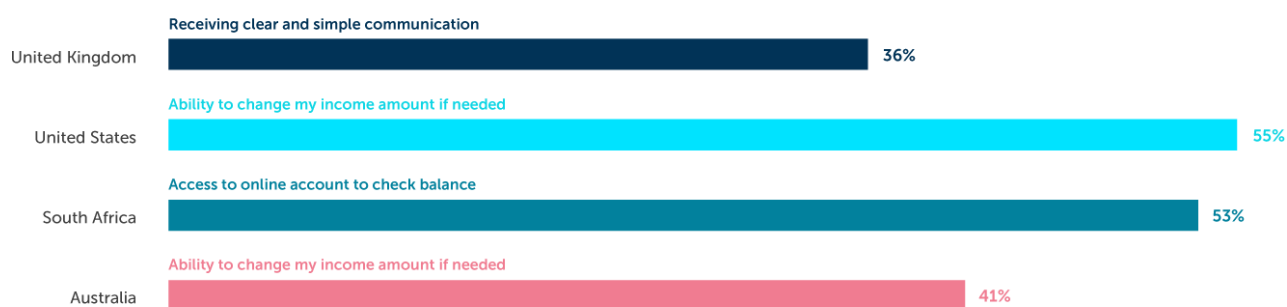 Receiving clear and simple communication
United Kingdom 36%
Ability to change my income amount if needed
United States 55%
Access to online account to check balance
South Africa 53%
Ability to change my income amount if needed
Australia 41%